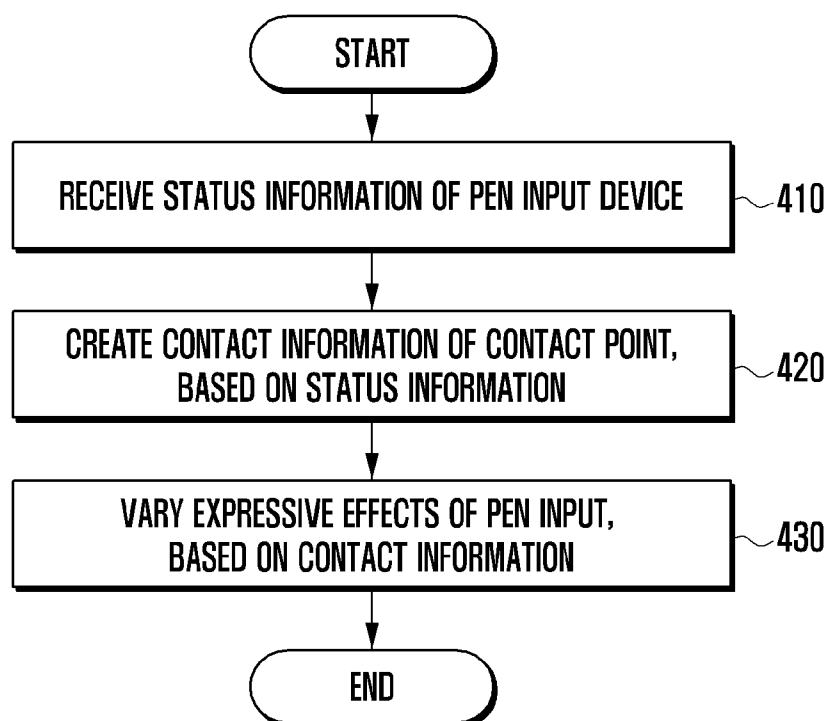 START
RECEIVE STATUS INFORMATION OF PEN INPUT DEVICE
410
CREATE CONTACT INFORMATION OF CONTACT POINT,
BASED ON STATUS INFORMATION
420
VARY EXPRESSIVE EFFECTS OF PEN INPUT,
BASED ON CONTACT INFORMATION
430
END